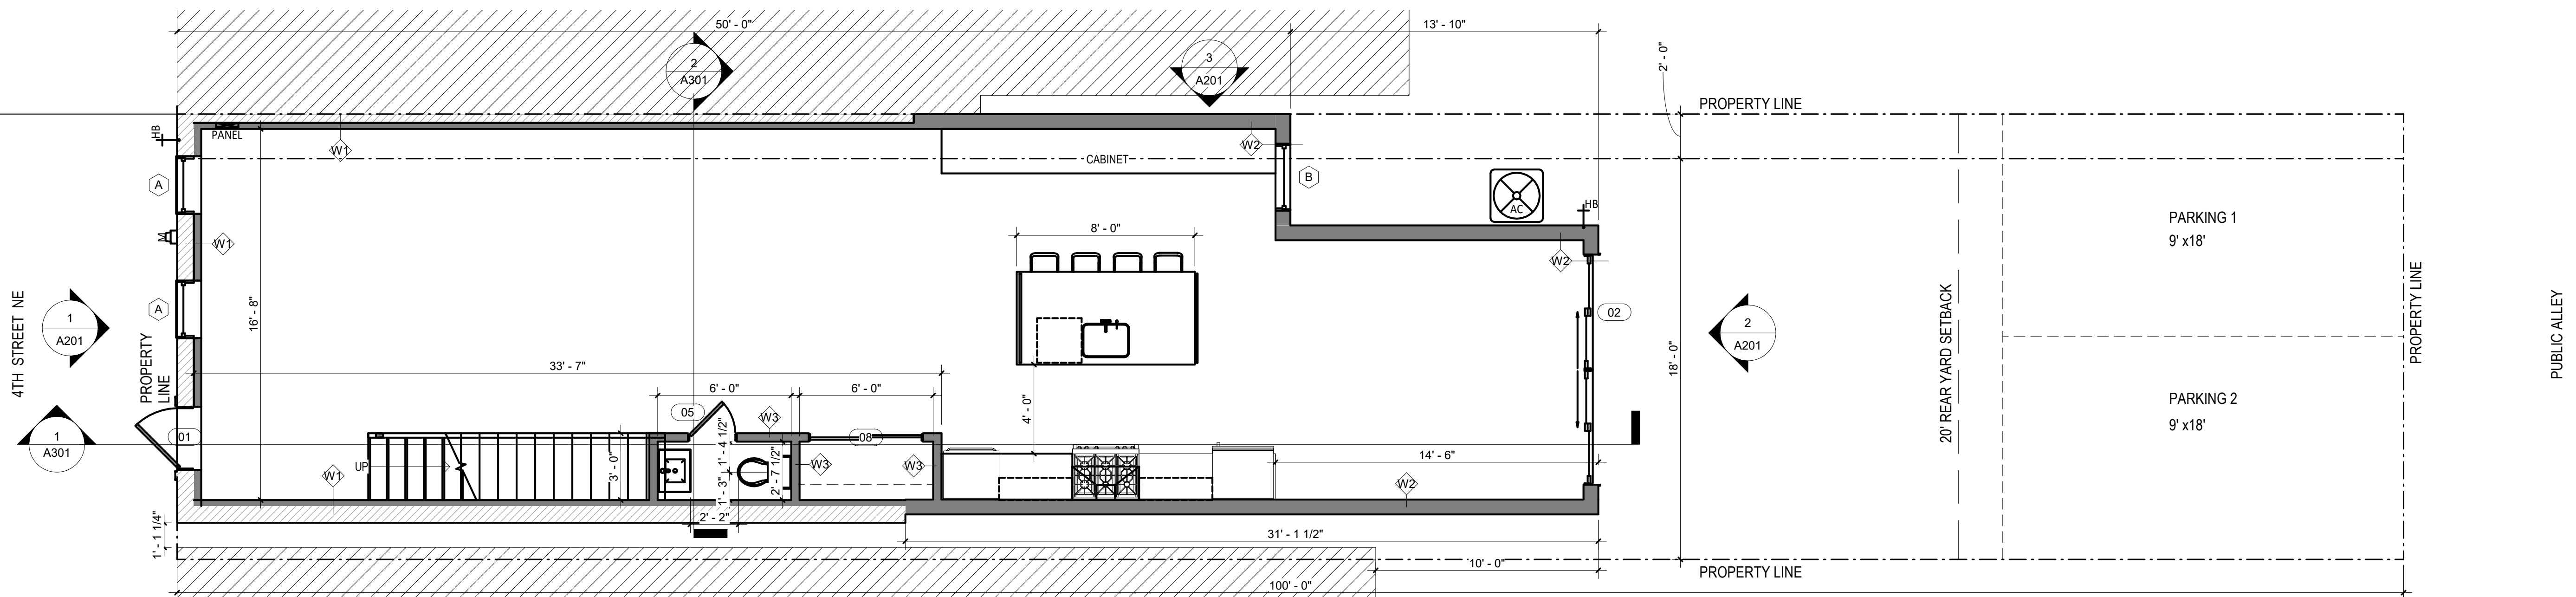 50' - 0"
13' - 10"
2' - 0"
2
A301
3
A201
PROPERTY LINE
HB
PANEL
W1
W2
CABINET
A
B
AC
HB
PARKING 1
9' x18'
M
W1
8' - 0"
W2
A
16' - 8"
02
1
A201
2
A201
4TH STREET NE
PROPERTY
LINE
18' - 0"
20' REAR YARD SETBACK
PROPERTY LINE
PUBLIC ALLEY
33' - 7"
6' - 0"
6' - 0"
4' - 0"
PARKING 2
9' x18'
05
W3
01
1
A301
08
1' - 4 1/2"
UP
W1
3' - 0"
W3
W3
2' - 7 1/2"
1' - 3"
14' - 6"
W2
2' - 2"
1' - 1 1/4"
31' - 1 1/2"
10' - 0"
PROPERTY LINE
100' - 0"